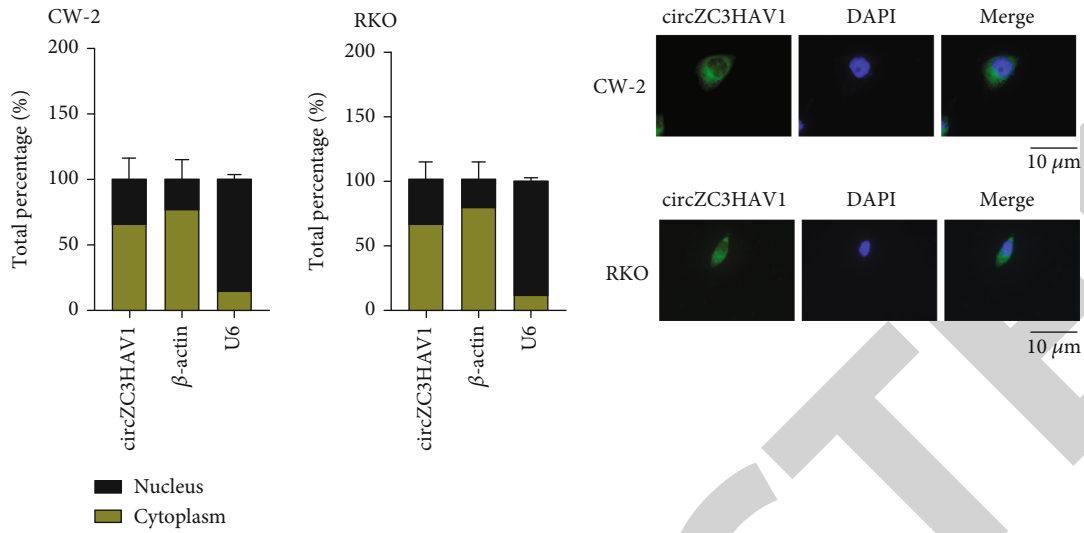 CW-2
200
150
100
50
0
Total percentage (%)
circZC3HAV1
β-actin
U6
RKO
200
150
100
50
0
Total percentage (%)
circZC3HAV1
β-actin
U6
Nucleus
Cytoplasm
circZC3HAV1 DAPI Merge
CW-2
10 μm
circZC3HAV1 DAPI Merge
RKO
10 μm